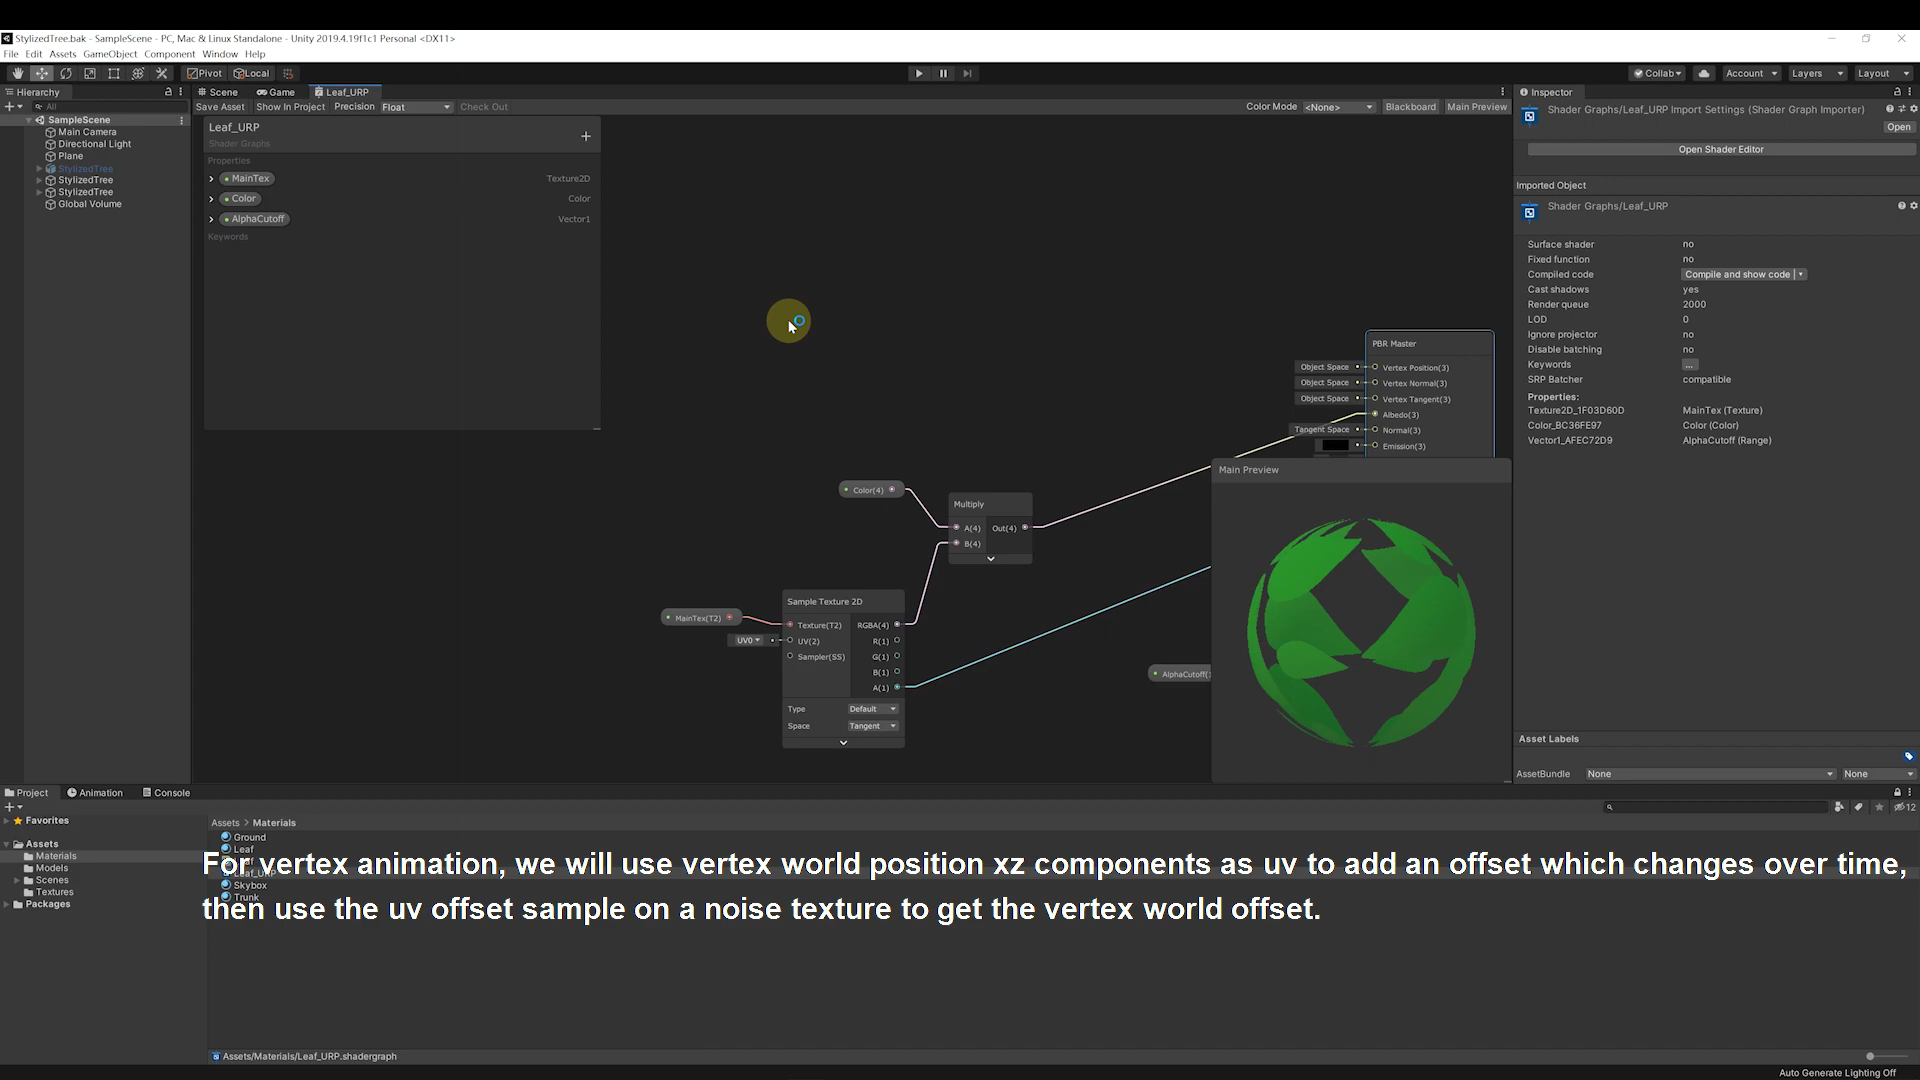 StylizedTree.bak - SampleScene - PC, Mac & Linux Standalone - Unity 2019.4.19f1c1 Personal <DX11>
File Edit Assets GameObject Component Window Help
Pivot Local Collab Account Layers Layout
Hierarchy
All
SampleScene
Main Camera
Directional Light
Plane
StylizedTree
StylizedTree
StylizedTree
Global Volume
Scene Game Leaf_URP
Save Asset Show In Project Precision Float Check Out Color Mode <None> Blackboard Main Preview
Leaf_URP
Shader Graphs
Properties
MainTex Texture2D
Color Color
AlphaCutoff Vector1
Keywords
PBR Master
Object Space Vertex Position(3)
Object Space Vertex Normal(3)
Object Space Vertex Tangent(3)
Albedo(3)
Tangent Space Normal(3)
Emission(3)
Main Preview
Color(4)
Multiply
A(4) Out(4)
B(4)
Sample Texture 2D
MainTex(T2) Texture(T2) RGBA(4)
UV0 UV(2) R(1)
Sampler(SS) G(1)
B(1)
A(1)
Type Default
Space Tangent
AlphaCutoff(
Inspector
Shader Graphs/Leaf_URP Import Settings (Shader Graph Importer)
Open
Open Shader Editor
Imported Object
Shader Graphs/Leaf_URP
Surface shader no
Fixed function no
Compiled code Compile and show code
Cast shadows yes
Render queue 2000
LOD 0
Ignore projector no
Disable batching no
Keywords ...
SRP Batcher compatible
Properties:
Texture2D_1F03D60D MainTex (Texture)
Color_BC36FE97 Color (Color)
Vector1_AFEC72D9 AlphaCutoff (Range)
Asset Labels
AssetBundle None None
Project Animation Console
12
Favorites
Assets
Materials
Models
Scenes
Textures
Packages
Assets > Materials
Ground
Leaf
Leaf_URP
Skybox
Trunk
For vertex animation, we will use vertex world position xz components as uv to add an offset which changes over time,
then use the uv offset sample on a noise texture to get the vertex world offset.
Assets/Materials/Leaf_URP.shadergraph
Auto Generate Lighting Off